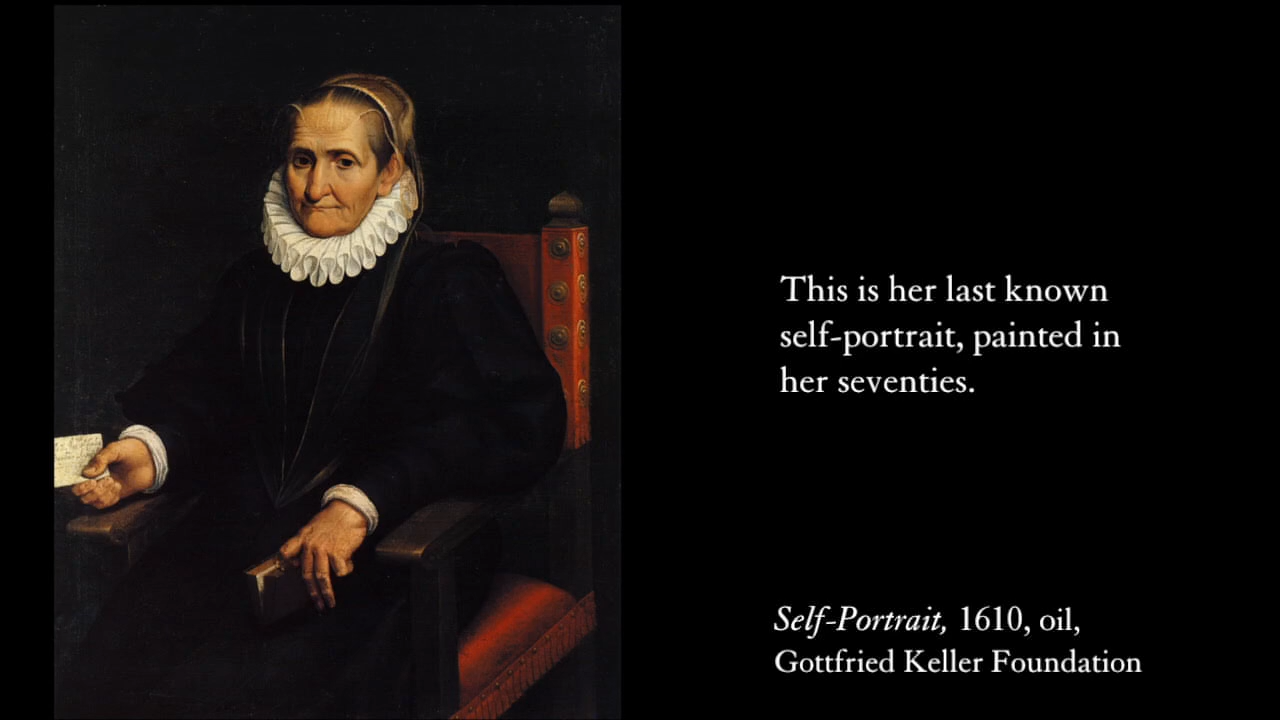 This is her last known
self-portrait, painted in
her seventies.
Self-Portrait, 1610, oil,
Gottfried Keller Foundation